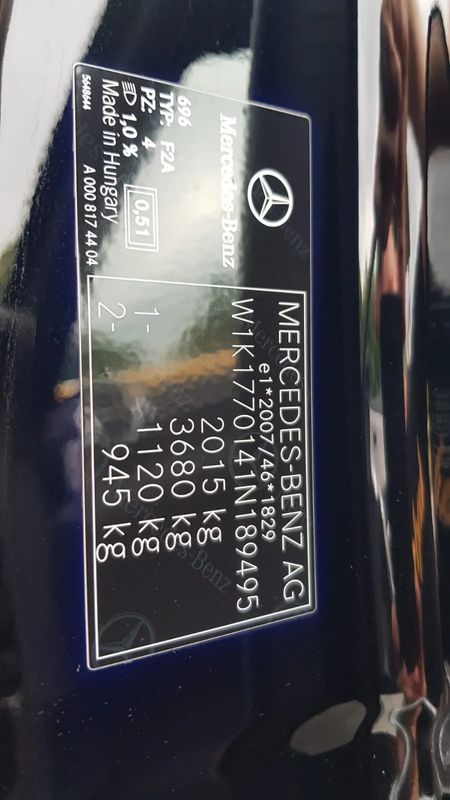 Mercedes-Benz
696
TYP: F2A
PZ: 4
1,0 %
0,51
Made in Hungary
5648644
A 000 817 44 04
MERCEDES-BENZ AG
e1*2007/46*1829
W1K1770141N189495
2015 kg
3680 kg
1- 1120 kg
2- 945 kg